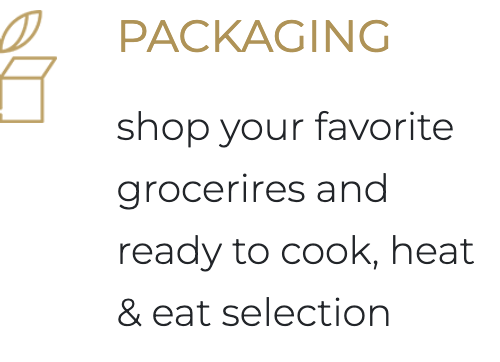 PACKAGING
shop your favorite
grocerires and
ready to cook, heat
& eat selection